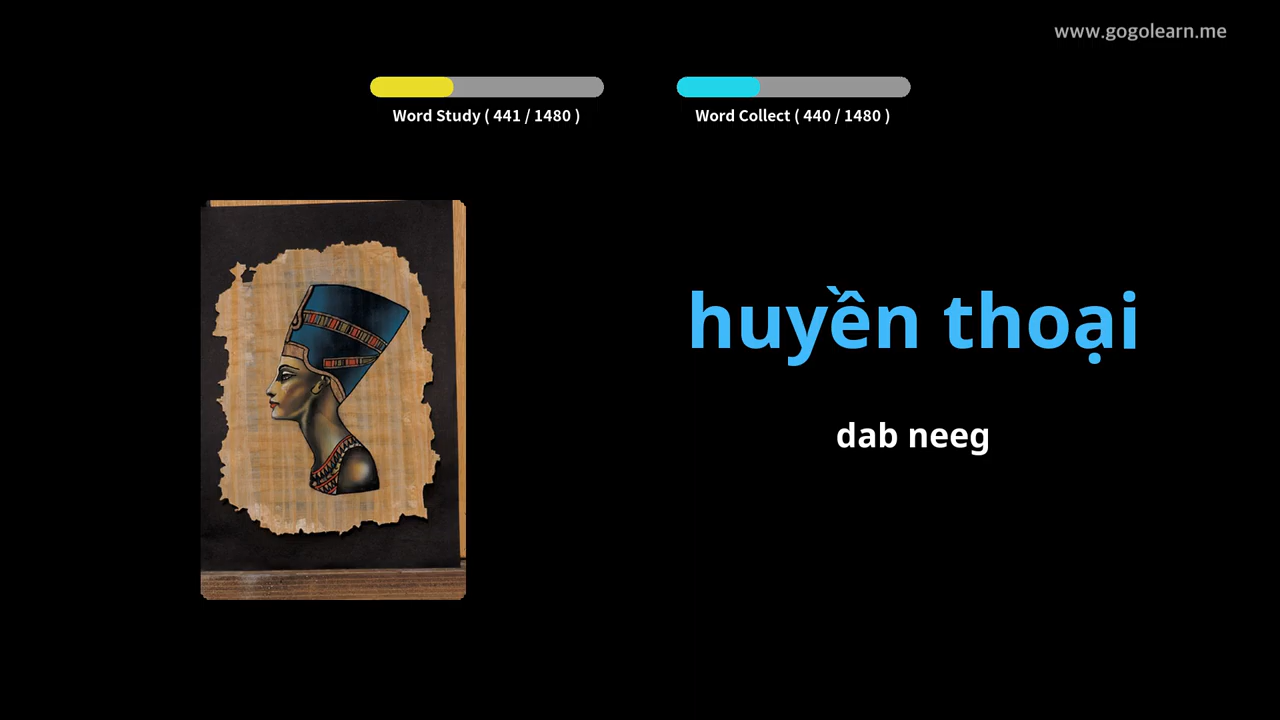 www.gogolearn.me
Word Study ( 441 / 1480 )
Word Collect ( 440 / 1480 )
huyền thoại
dab neeg